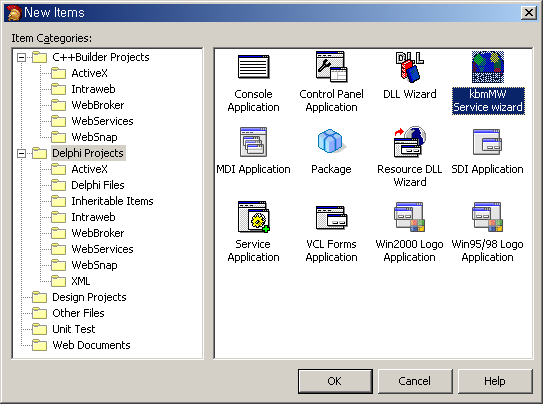 New Items
Item Categories:
C++Builder Projects
ActiveX
Intraweb
WebBroker
WebServices
WebSnap
Delphi Projects
ActiveX
Delphi Files
Inheritable Items
Intraweb
WebBroker
WebServices
WebSnap
XML
Design Projects
Other Files
Unit Test
Web Documents
Console
Application
Control Panel
Application
DLL
DLL Wizard
kbmMW
Service wizard
MDI Application
Package
Resource DLL
Wizard
SDI Application
Service
Application
VCL Forms
Application
Win2000 Logo
Application
Win95/98 Logo
Application
OK
Cancel
Help